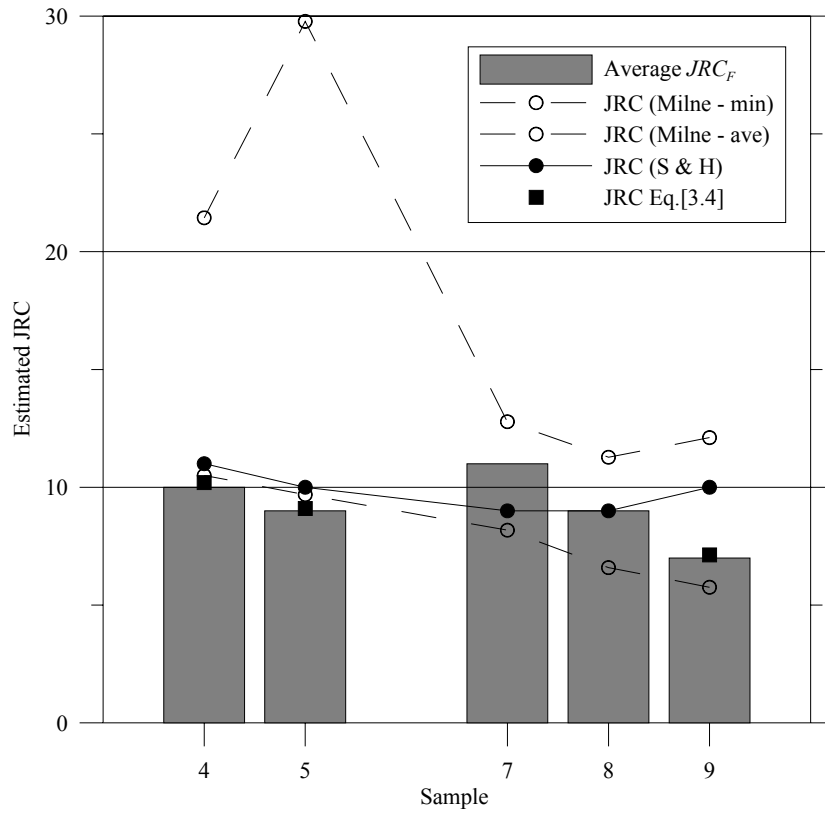 30
20
10
0
Estimated JRC
Average JRC_F
JRC (Milne - min)
JRC (Milne - ave)
JRC (S & H)
JRC Eq.[3.4]
4 5 7 8 9
Sample